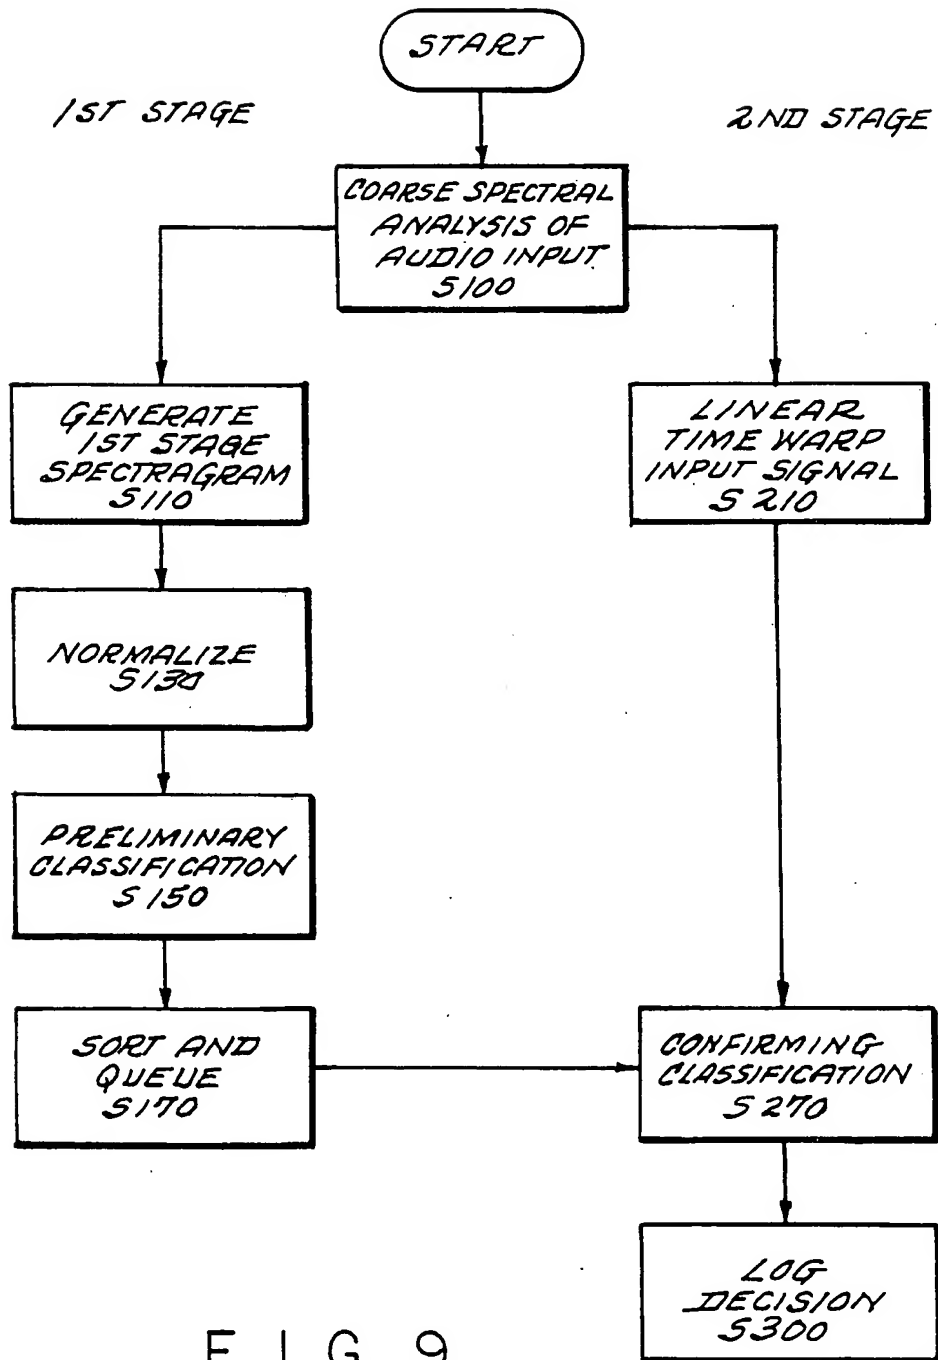 START
1ST STAGE
2ND STAGE
COARSE SPECTRAL
ANALYSIS OF
AUDIO INPUT
S100
GENERATE
1ST STAGE
SPECTRAGRAM
S110
LINEAR
TIME WARP
INPUT SIGNAL
S 210
NORMALIZE
S130
PRELIMINARY
CLASSIFICATION
S 150
SORT AND
QUEUE
S170
CONFIRMING
CLASSIFICATION
S 270
LOG
DECISION
S300
FIG 9